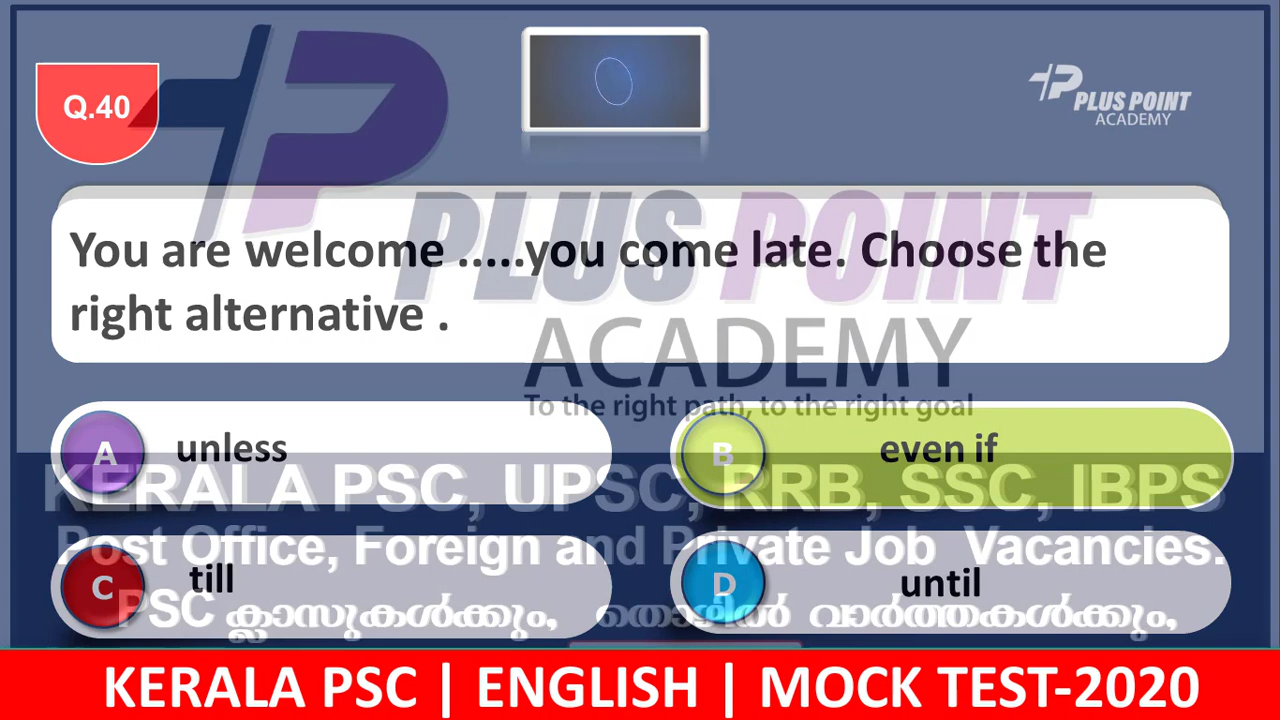 Q.40
PLUS POINT
ACADEMY
PLUS POINT
ACADEMY
To the right path, to the right goal
You are welcome .....you come late. Choose the
right alternative .
A unless
B even if
C till
D until
KERALA PSC, UPSC, RRB, SSC, IBPS
Post Office, Foreign and Private Job Vacancies.
PSC ക്ലാസുകൾക്കും, തൊഴിൽ വാർത്തകൾക്കും,
KERALA PSC | ENGLISH | MOCK TEST-2020